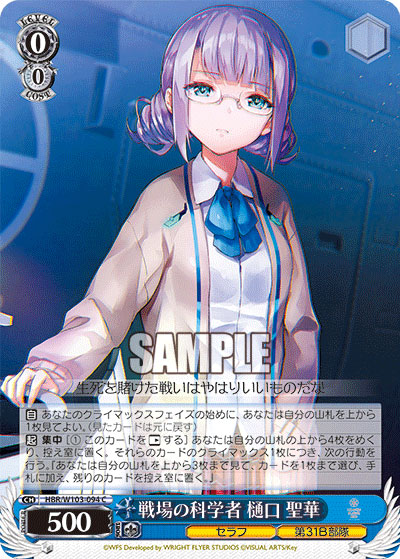 LEVEL
0
0
COST
SAMPLE
生死を賭けた戦いはやはりいいものだな
自 あなたのクライマックスフェイズの始めに、あなたは自分の山札を上から
1枚見てよい。(見たカードは元に戻す)
起 集中 [① このカードをする] あなたは自分の山札の上から4枚をめく
り、控え室に置く。それらのカードのクライマックス1枚につき、次の行動を
行う。『あなたは自分の山札を上から3枚まで見て、カードを1枚まで選び、手
札に加え、残りのカードを控え室に置く。』
CH HBR/W103-094 C
500
戦場の科学者 樋口 聖華
セラフ
第31B部隊
©WFS Developed by WRIGHT FLYER STUDIOS ©VISUAL ARTS/Key